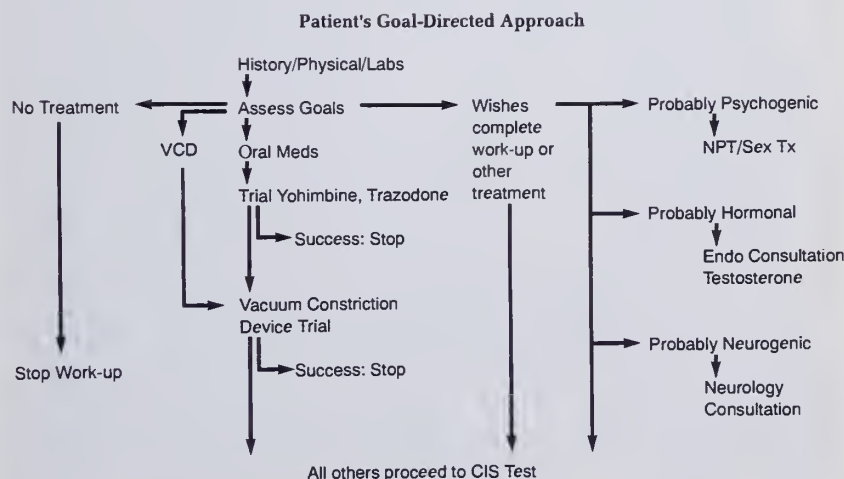 Patient's Goal-Directed Approach
History/Physical/Labs
No Treatment
Assess Goals
Wishes
complete
work-up or
other
treatment
Probably Psychogenic
VCD
Oral Meds
NPT/Sex Tx
Trial Yohimbine, Trazodone
Success: Stop
Probably Hormonal
Endo Consultation
Testosterone
Vacuum Constriction
Device Trial
Success: Stop
Stop Work-up
Probably Neurogenic
Neurology
Consultation
All others proceed to CIS Test